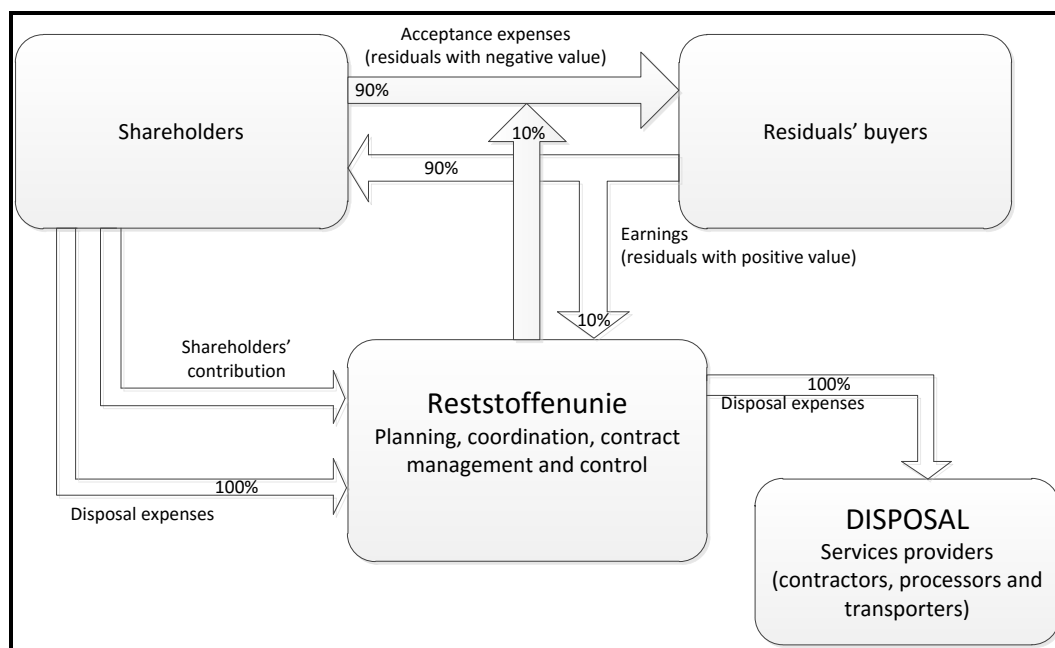 Acceptance expenses
(residuals with negative value)
90%
Shareholders
10%
Residuals' buyers
90%
Earnings
(residuals with positive value)
10%
Shareholders'
contribution
Reststoffenunie
Planning, coordination, contract
management and control
100%
Disposal expenses
100%
Disposal expenses
DISPOSAL
Services providers
(contractors, processors and
transporters)